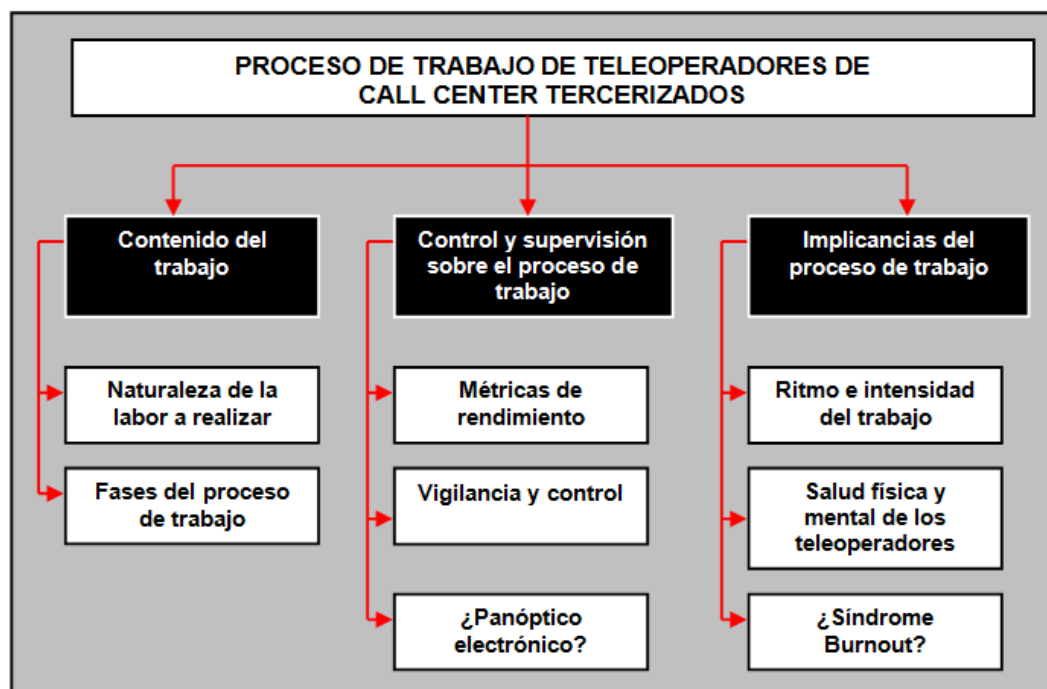 PROCESO DE TRABAJO DE TELEOPERADORES DE
CALL CENTER TERCERIZADOS
Contenido del
trabajo
Naturaleza de la
labor a realizar
Fases del proceso
de trabajo
Control y supervisión
sobre el proceso de
trabajo
Métricas de
rendimiento
Vigilancia y control
¿Panóptico
electrónico?
Implicancias del
proceso de trabajo
Ritmo e intensidad
del trabajo
Salud física y
mental de los
teleoperadores
¿Síndrome
Burnout?